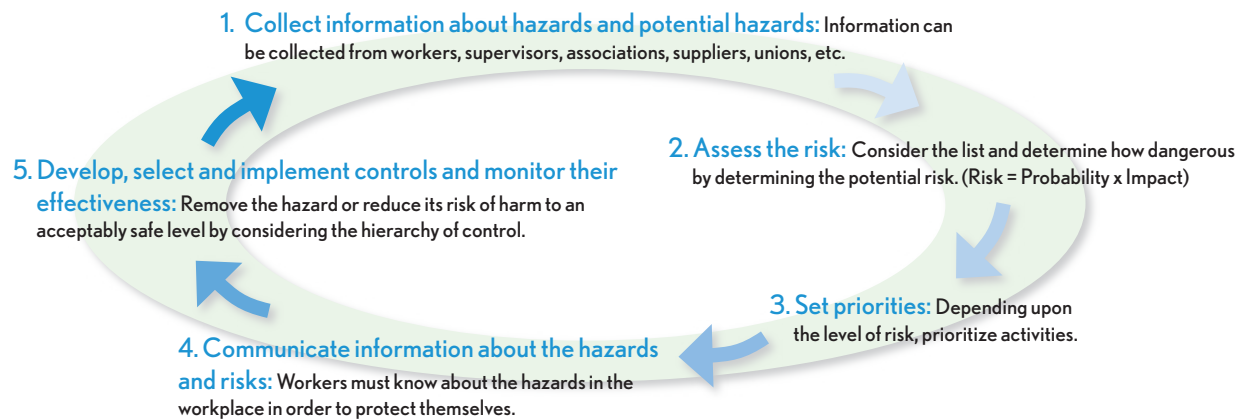 1. Collect information about hazards and potential hazards: Information can
be collected from workers, supervisors, associations, suppliers, unions, etc.
2. Assess the risk: Consider the list and determine how dangerous
by determining the potential risk. (Risk = Probability x Impact)
3. Set priorities: Depending upon
the level of risk, prioritize activities.
4. Communicate information about the hazards
and risks: Workers must know about the hazards in the
workplace in order to protect themselves.
5. Develop, select and implement controls and monitor their
effectiveness: Remove the hazard or reduce its risk of harm to an
acceptably safe level by considering the hierarchy of control.